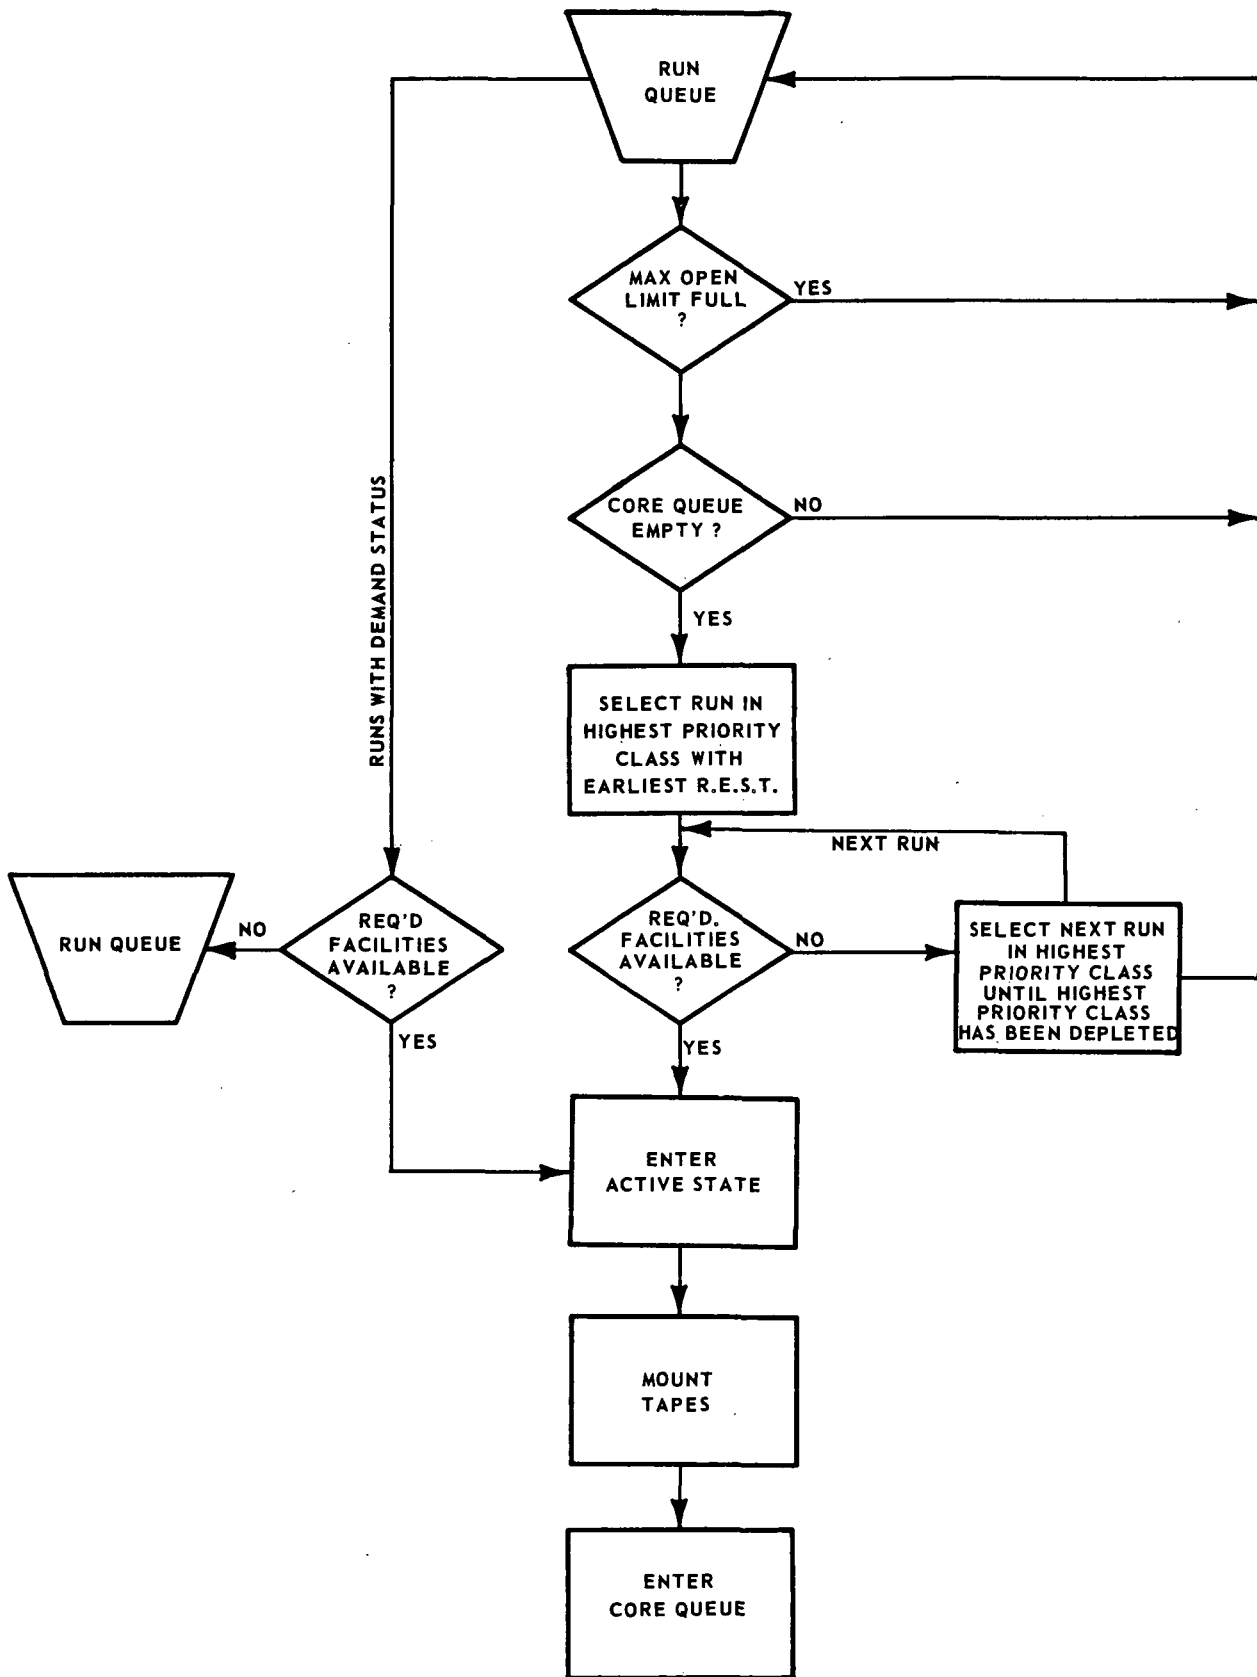 RUN
QUEUE
MAX OPEN
LIMIT FULL
?
YES
CORE QUEUE
EMPTY ?
NO
YES
RUNS WITH DEMAND STATUS
SELECT RUN IN
HIGHEST PRIORITY
CLASS WITH
EARLIEST R.E.S.T.
NEXT RUN
RUN QUEUE
NO
REQ'D
FACILITIES
AVAILABLE
?
YES
REQ'D.
FACILITIES
AVAILABLE
?
NO
YES
SELECT NEXT RUN
IN HIGHEST
PRIORITY CLASS
UNTIL HIGHEST
PRIORITY CLASS
HAS BEEN DEPLETED
ENTER
ACTIVE STATE
MOUNT
TAPES
ENTER
CORE QUEUE